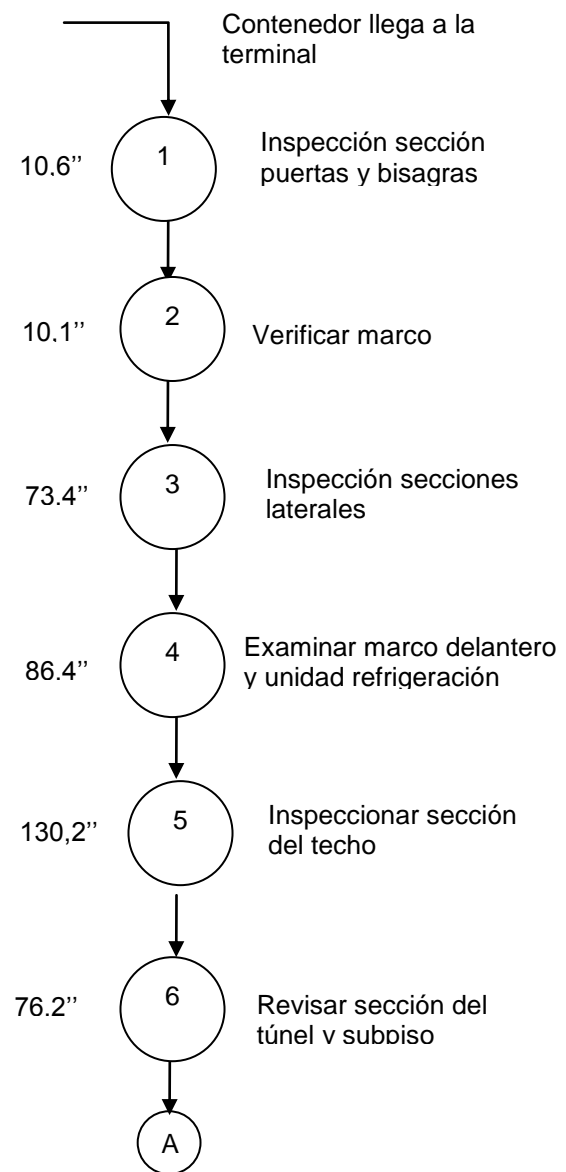 Contenedor llega a la
terminal
1
10.6’’
Inspección sección
puertas y bisagras
2
10.1’’
Verificar marco
3
73.4’’
Inspección secciones
laterales
4
86.4’’
Examinar marco delantero
y unidad refrigeración
5
130,2’’
Inspeccionar sección
del techo
6
76.2’’
Revisar sección del
túnel y subpiso
A